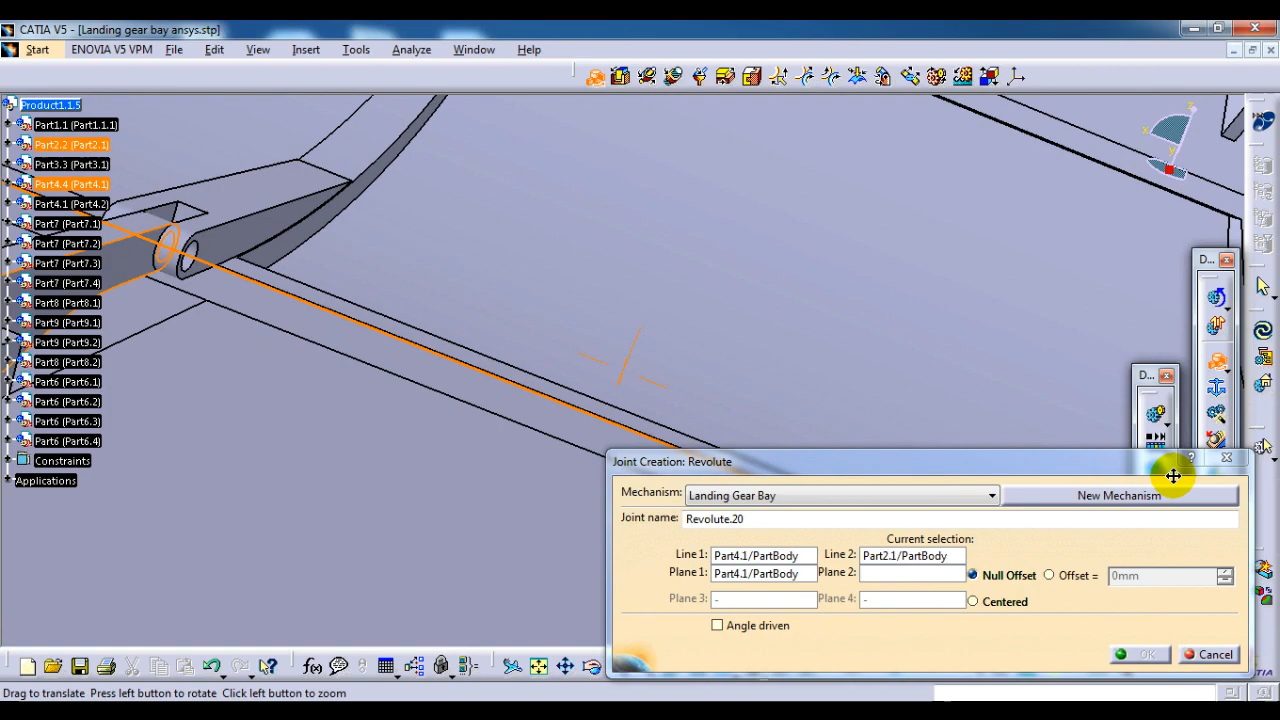 CATIA V5 - [Landing gear bay ansys.stp]
Start ENOVIA V5 VPM File Edit View Insert Tools Analyze Window Help
Product1.1.5
Part1.1 (Part1.1.1)
Part2.2 (Part2.1)
Part3.3 (Part3.1)
Part4.4 (Part4.1)
Part4.1 (Part4.2)
Part7 (Part7.1)
Part7 (Part7.2)
Part7 (Part7.3)
Part7 (Part7.4)
Part8 (Part8.1)
Part9 (Part9.1)
Part9 (Part9.2)
Part8 (Part8.2)
Part6 (Part6.1)
Part6 (Part6.2)
Part6 (Part6.3)
Part6 (Part6.4)
Constraints
Applications
z
x
y
D...
D...
Joint Creation: Revolute
Mechanism: Landing Gear Bay New Mechanism
Joint name: Revolute.20
Current selection:
Line 1: Part4.1/PartBody Line 2: Part2.1/PartBody
Plane 1: Part4.1/PartBody Plane 2: Null Offset Offset = 0mm
Plane 3: - Plane 4: - Centered
Angle driven
OK Cancel
f(x)
Drag to translate Press left button to rotate Click left button to zoom